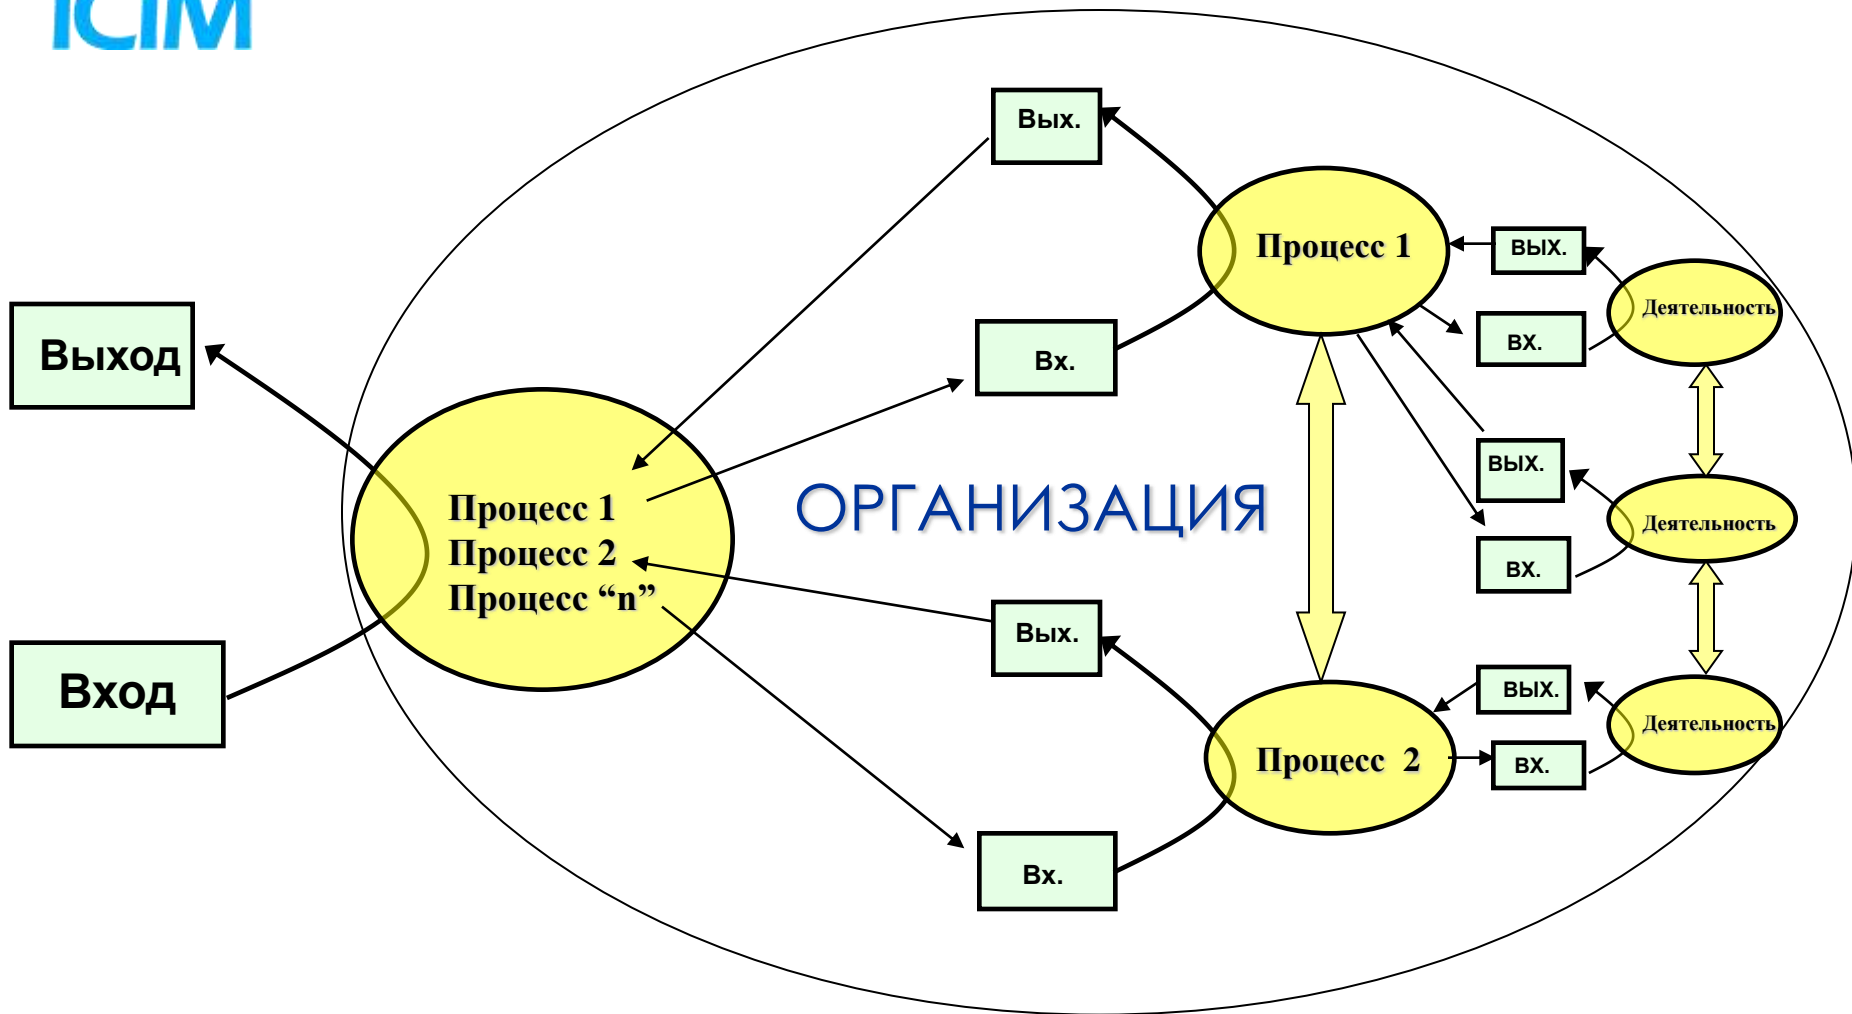 ICIM
Вых.
Процесс 1
ВЫХ.
Деятельность
Выход
Вх.
ВХ.
ВЫХ.
Процесс 1
Процесс 2
Процесс “n”
ОРГАНИЗАЦИЯ
Деятельность
ВХ.
Вход
Вых.
Процесс 2
ВЫХ.
Деятельность
ВХ.
Вх.